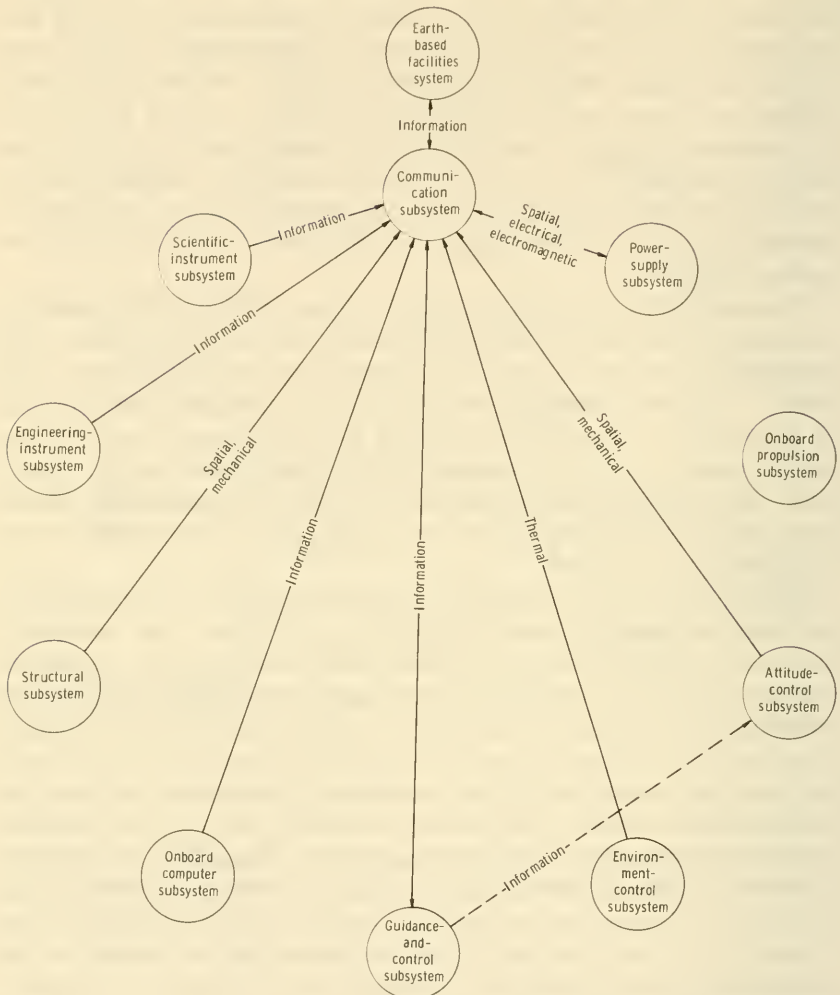 Earth-
based
facilities
system
Information
Communi-
cation
subsystem
Spatial,
electrical,
electromagnetic
Information
Scientific-
instrument
subsystem
Power-
supply
subsystem
Information
Engineering-
instrument
subsystem
Spatial,
mechanical
Spatial,
mechanical
Onboard
propulsion
subsystem
Information
Information
Thermal
Structural
subsystem
Attitude-
control
subsystem
Onboard
computer
subsystem
Information
Environ-
ment-
control
subsystem
Guidance-
and-
control
subsystem